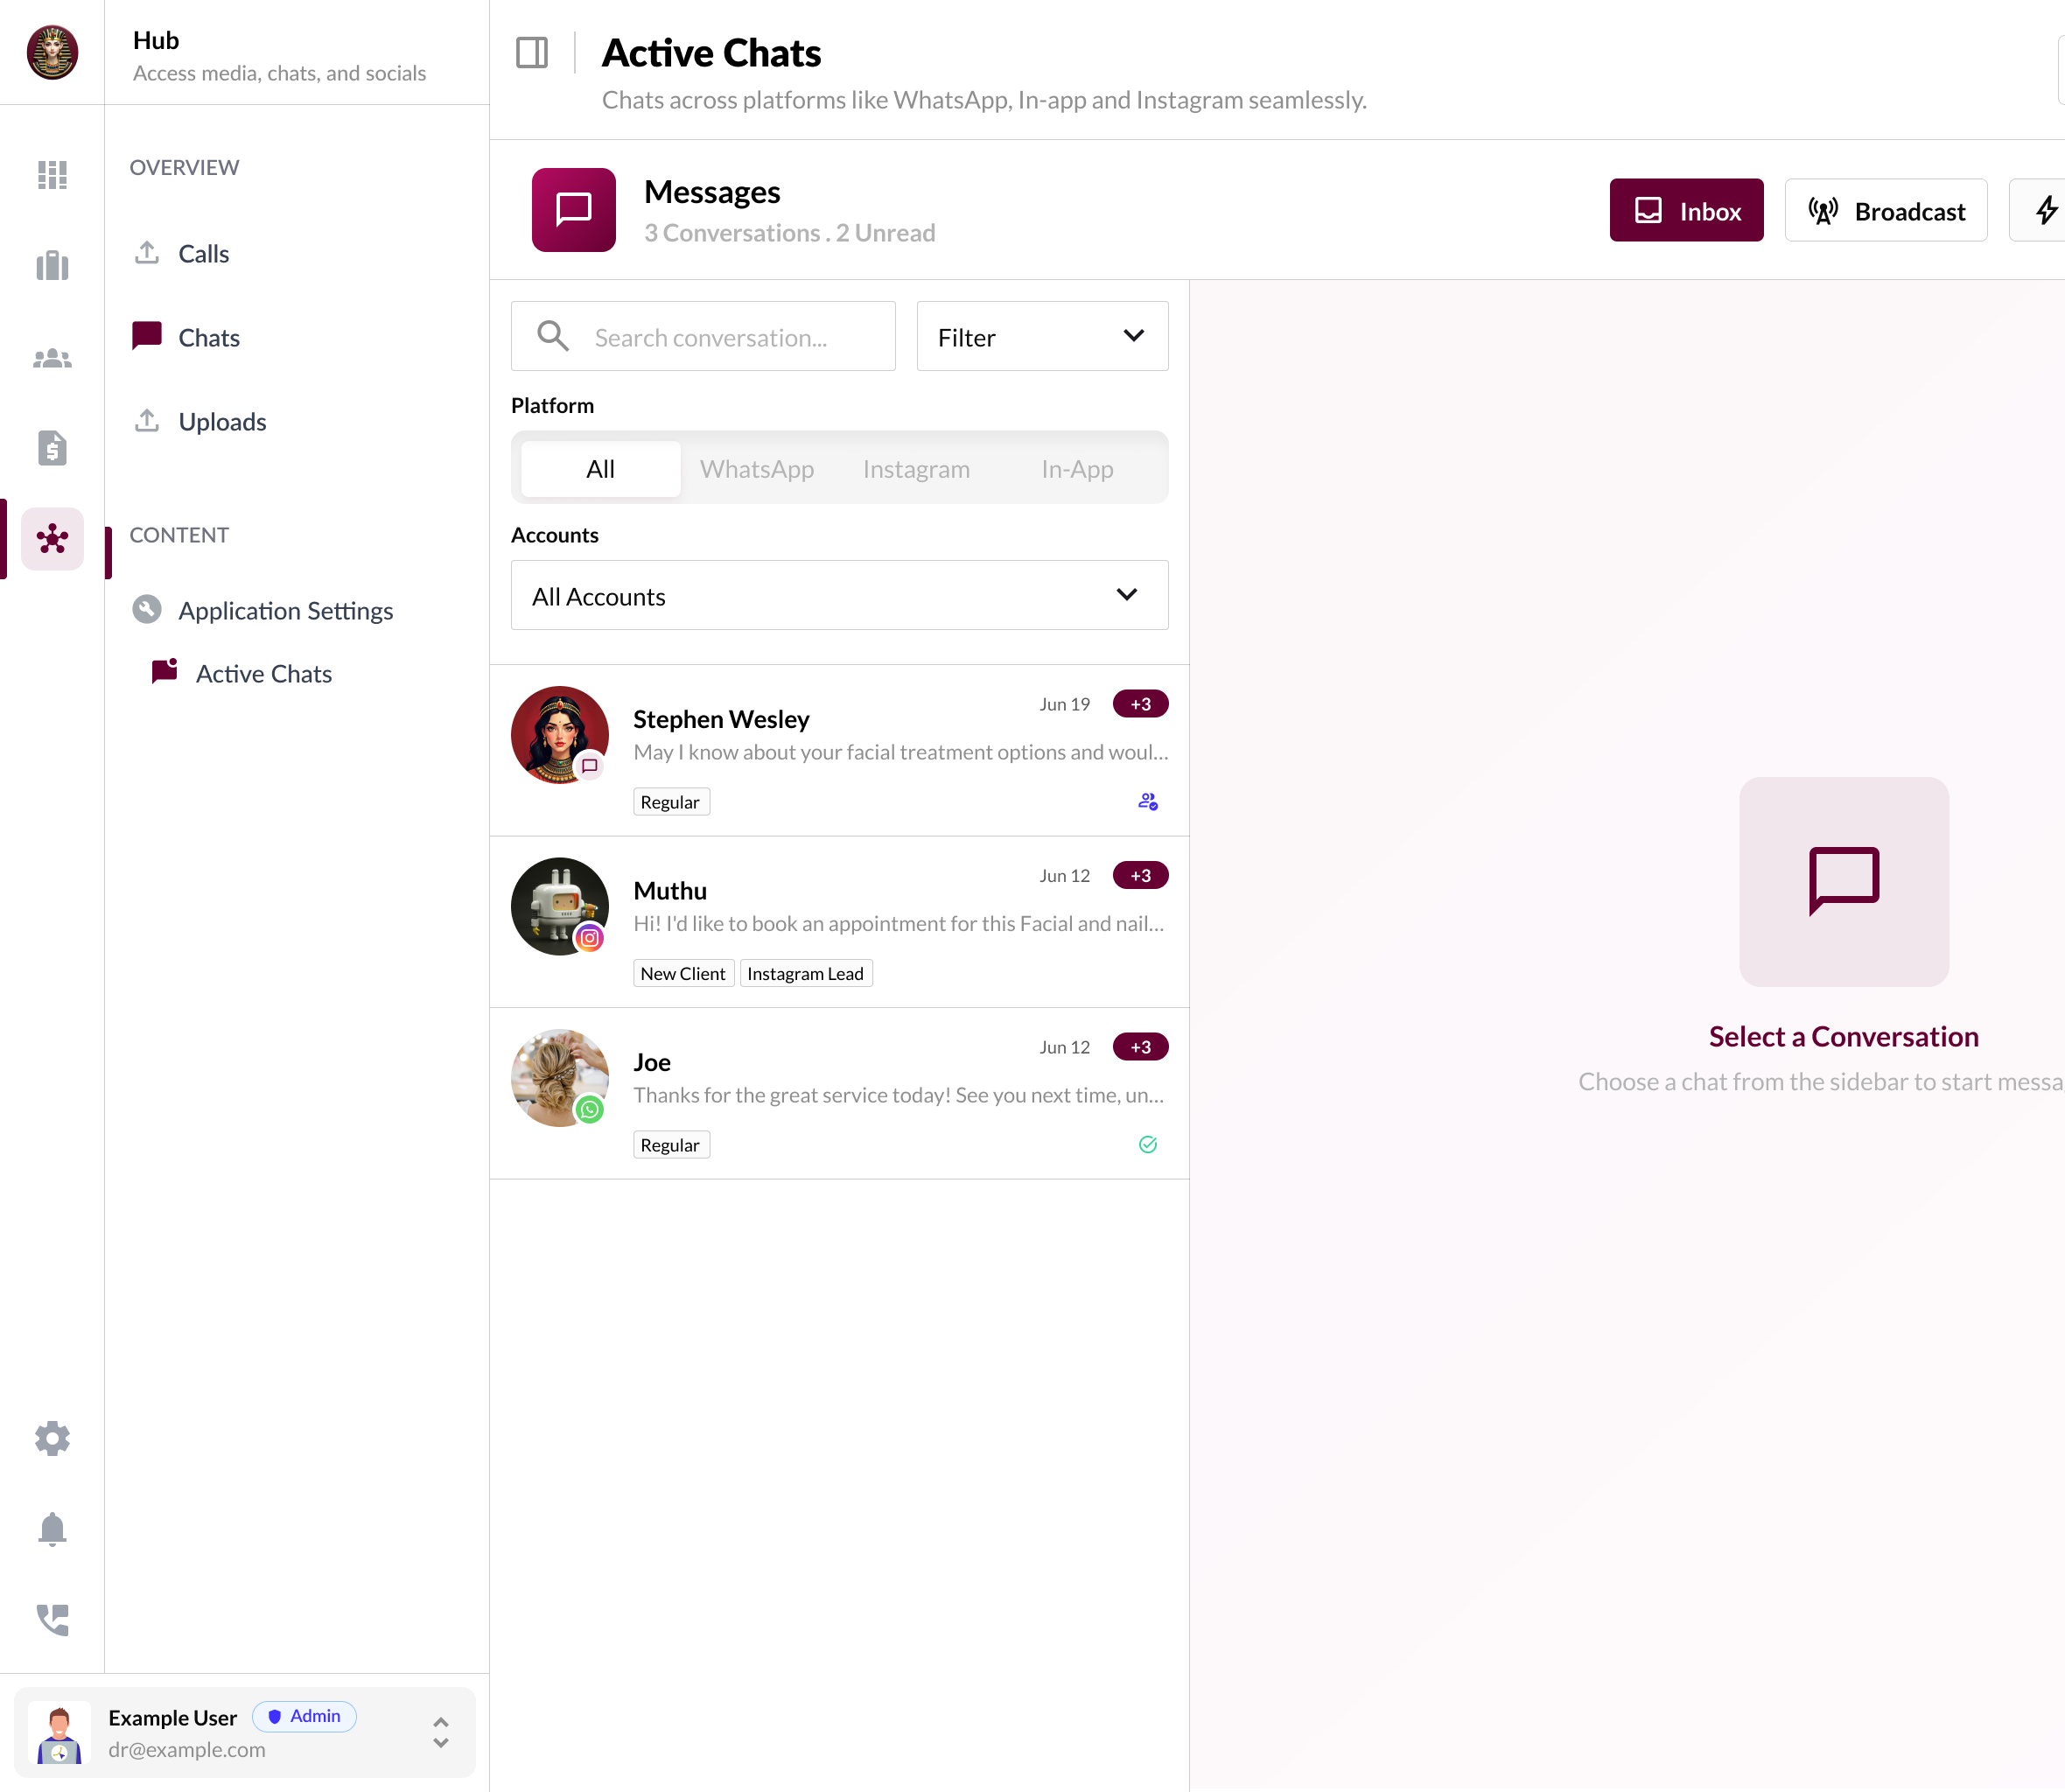 Hub
Access media, chats, and socials
OVERVIEW
Calls
Chats
Uploads
CONTENT
Application Settings
Active Chats
Example User
Admin
dr@example.com
Active Chats
Chats across platforms like WhatsApp, In-app and Instagram seamlessly.
Messages
3 Conversations . 2 Unread
Inbox
Broadcast
Search conversation...
Filter
Platform
All
WhatsApp
Instagram
In-App
Accounts
All Accounts
Stephen Wesley
Jun 19
+3
May I know about your facial treatment options and woul...
Regular
Muthu
Jun 12
+3
Hi! I'd like to book an appointment for this Facial and nail...
New Client
Instagram Lead
Joe
Jun 12
+3
Thanks for the great service today! See you next time, un...
Regular
Select a Conversation
Choose a chat from the sidebar to start messa